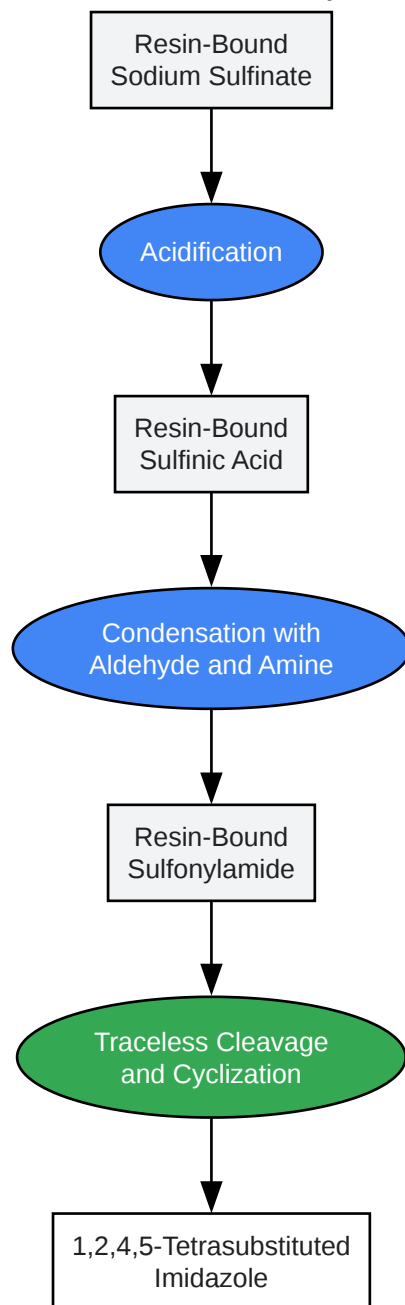 Resin-Bound
Sodium Sulfinate
Acidification
Resin-Bound
Sulfinic Acid
Condensation with
Aldehyde and Amine
Resin-Bound
Sulfonylamide
Traceless Cleavage
and Cyclization
1,2,4,5-Tetrasubstituted
Imidazole